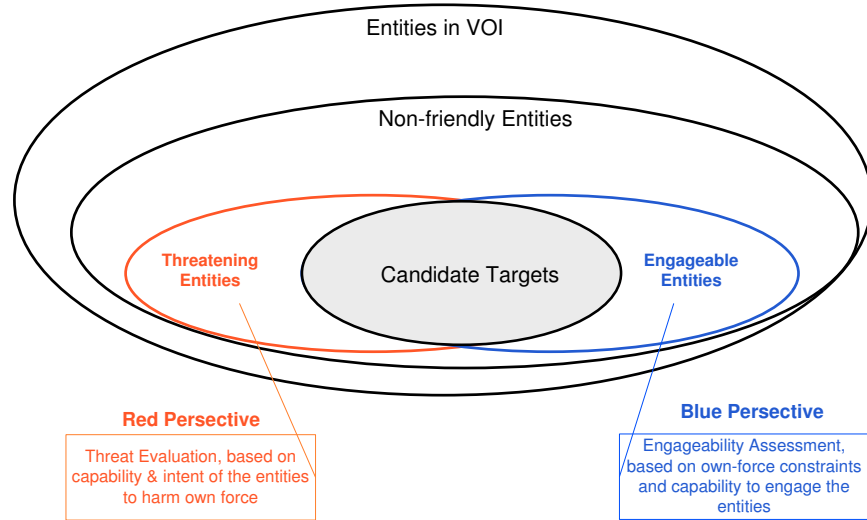 Entities in VOI
Non-friendly Entities
Threatening
Entities
Candidate Targets
Engageable
Entities
Red Persective
Threat Evaluation, based on
capability & intent of the entities
to harm own force
Blue Persective
Engageability Assessment,
based on own-force constraints
and capability to engage the
entities